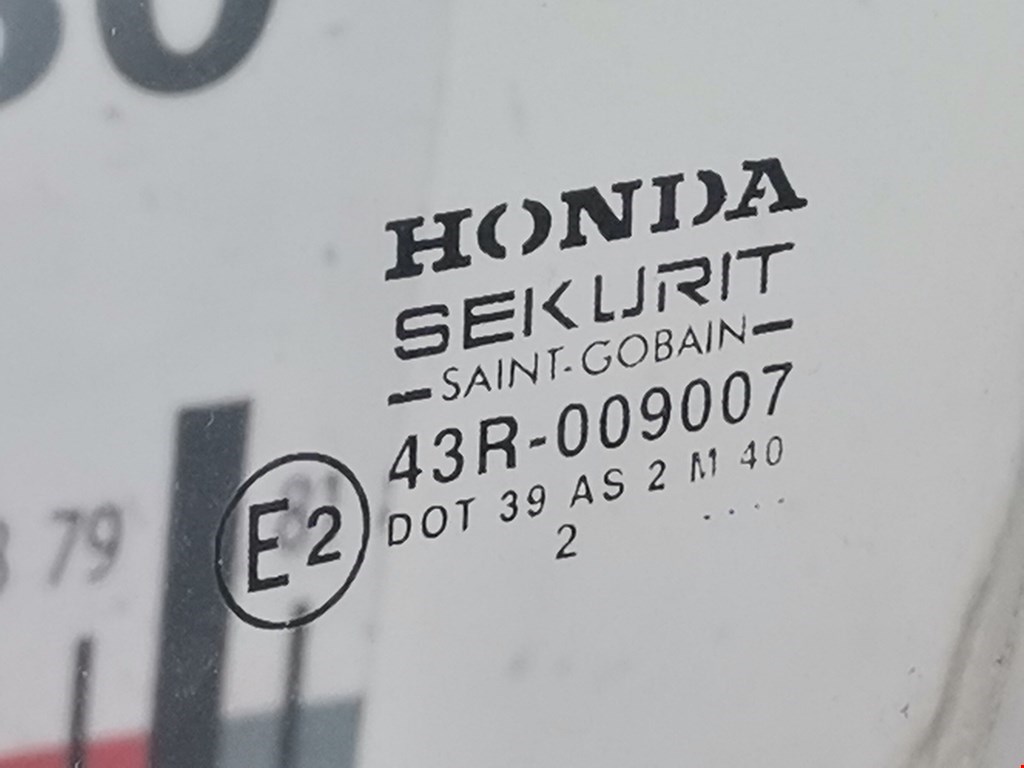 HONDA
SEKURIT
SAINT-GOBAIN
43R-009007
E2
DOT 39 AS 2 M 40
2 ....
79